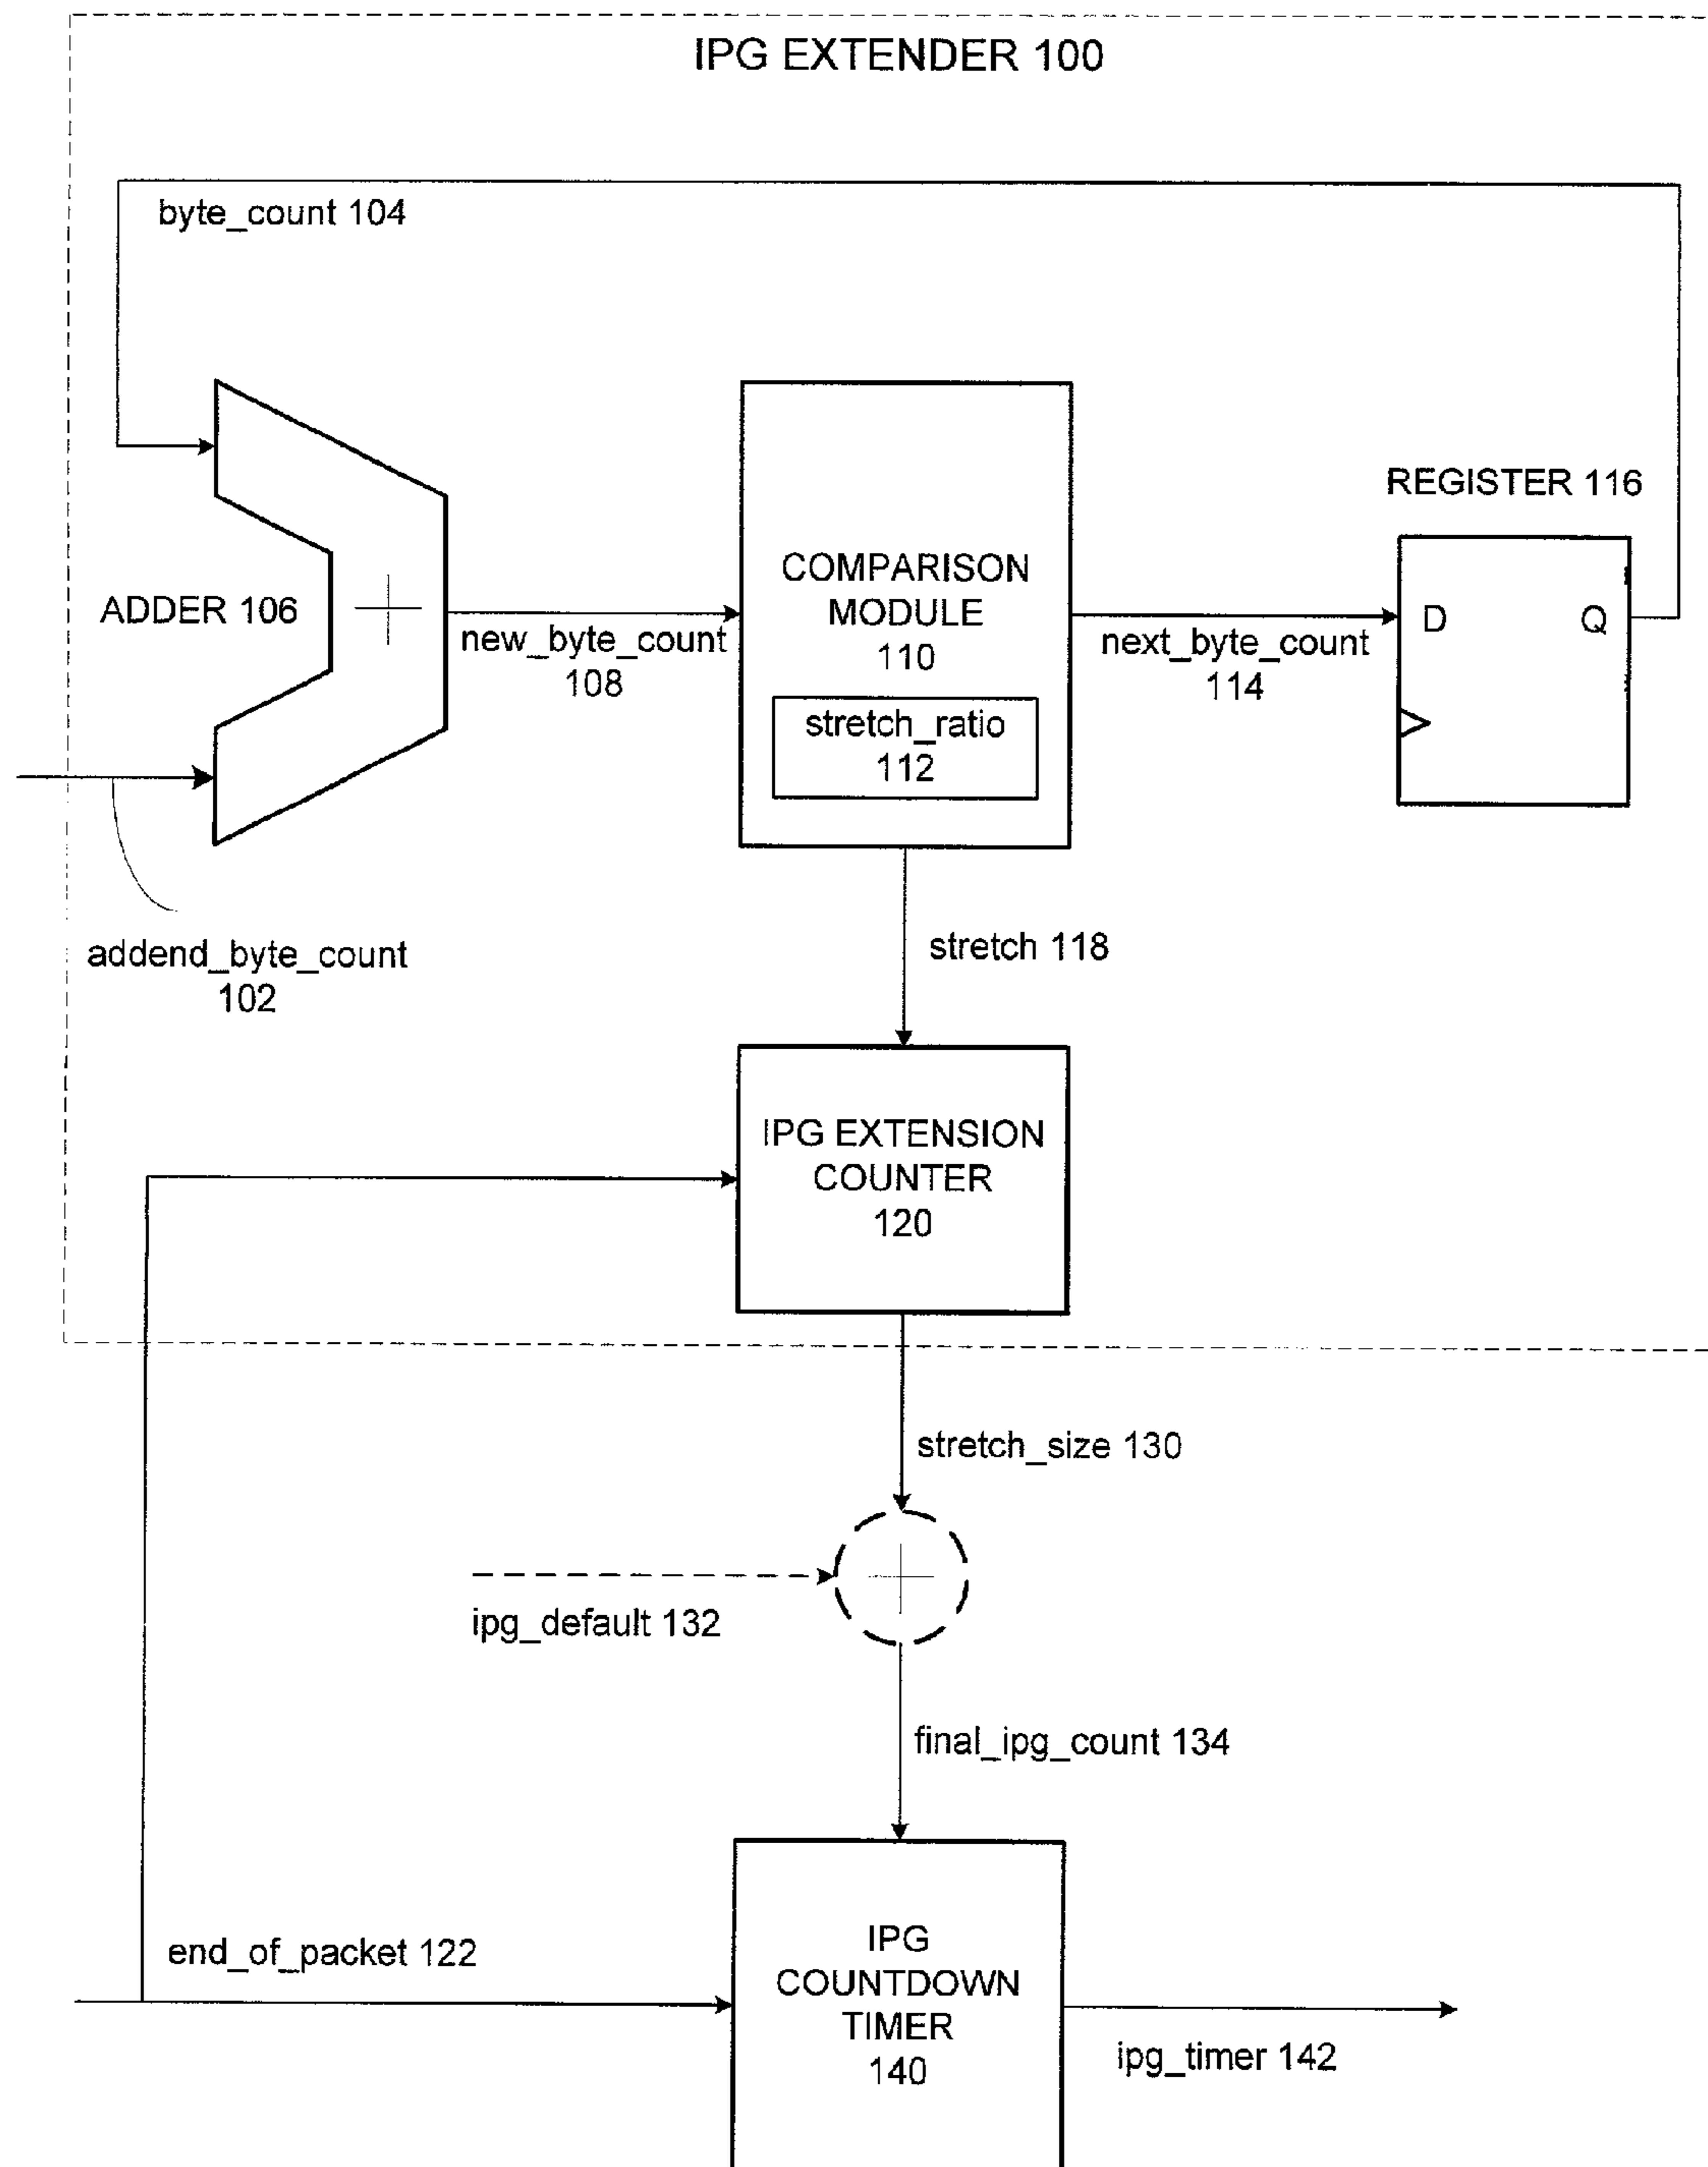 IPG EXTENDER 100
byte_count 104
REGISTER 116
ADDER 106
new_byte_count
108
COMPARISON
MODULE
110
stretch_ratio
112
next_byte_count
114
D
Q
addend_byte_count
102
stretch 118
IPG EXTENSION
COUNTER
120
stretch_size 130
ipg_default 132
final_ipg_count 134
end_of_packet 122
IPG
COUNTDOWN
TIMER
140
ipg_timer 142